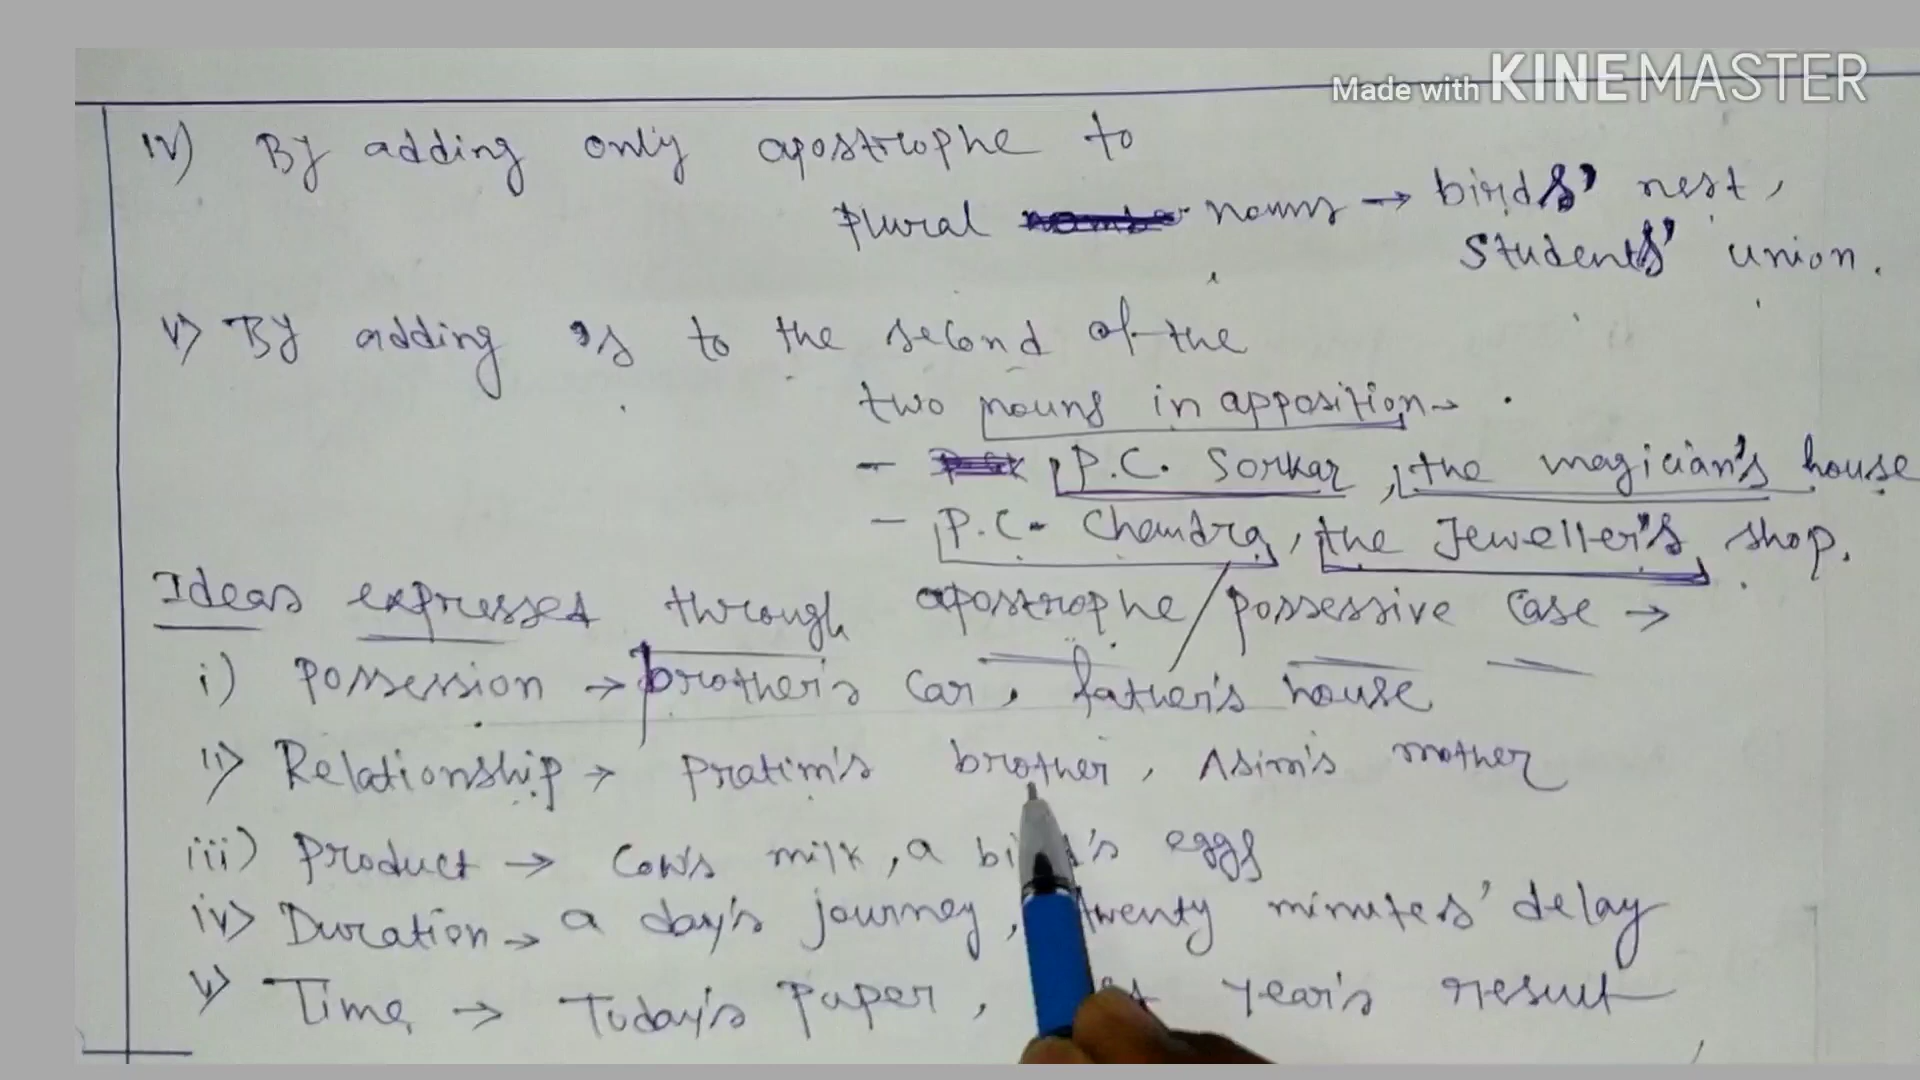 Made with KINEMASTER
iv) By adding only apostrophe to
plural nouns → birds' nest,
students' union.
v) By adding 's to the second of the
two nouns in apposition →
- P.C. Sorkar, the magician's house
- P.C. Chandra, the Jeweller's shop.
Ideas expressed through apostrophe/possessive case →
i) Possession → brother's car, father's house
ii) Relationship → Pratim's brother, Asim's mother
iii) Product → Cow's milk, a eggs
iv) Duration → a day's journey, twenty minutes' delay
v) Time → Today's paper, year's result